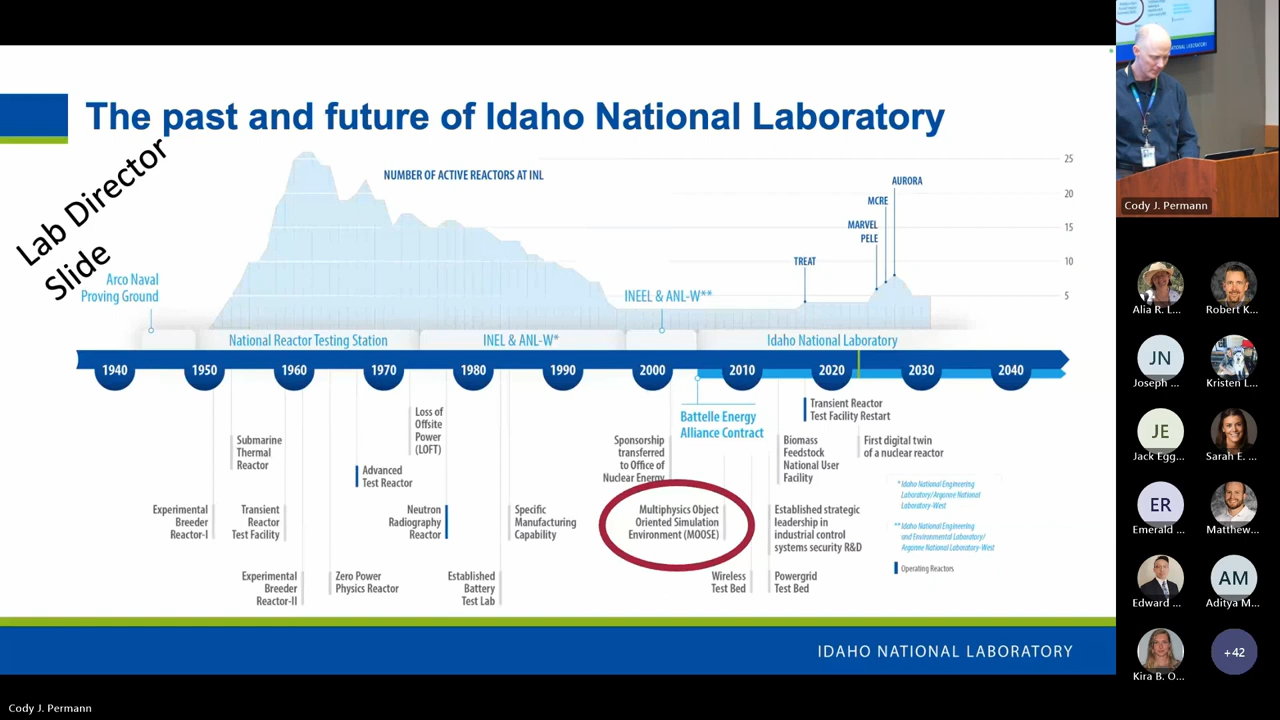 The past and future of Idaho National Laboratory
Lab Director
Slide
NUMBER OF ACTIVE REACTORS AT INL
25
20
15
10
5
AURORA
MCRE
MARVEL
PELE
TREAT
Arco Naval
Proving Ground
INEEL & ANL-W**
National Reactor Testing Station
INEL & ANL-W*
Idaho National Laboratory
1940
1950
1960
1970
1980
1990
2000
2010
2020
2030
2040
Submarine
Thermal
Reactor
Loss of
Offsite
Power
(LOFT)
Advanced
Test Reactor
Sponsorship
transferred
to Office of
Nuclear Energy
Battelle Energy
Alliance Contract
Transient Reactor
Test Facility Restart
Biomass
Feedstock
National User
Facility
First digital twin
of a nuclear reactor
Experimental
Breeder
Reactor-I
Transient
Reactor
Test Facility
Neutron
Radiography
Reactor
Specific
Manufacturing
Capability
Multiphysics Object
Oriented Simulation
Environment (MOOSE)
Established strategic
leadership in
industrial control
systems security R&D
* Idaho National Engineering
Laboratory/Argonne National
Laboratory-West
** Idaho National Engineering
and Environmental Laboratory/
Argonne National Laboratory-West
Operating Reactors
Experimental
Breeder
Reactor-II
Zero Power
Physics Reactor
Established
Battery
Test Lab
Wireless
Test Bed
Powergrid
Test Bed
IDAHO NATIONAL LABORATORY
Cody J. Permann
NATIONAL LABORATORY
Cody J. Permann
Alia R. L...
Robert K...
JN
Joseph ...
Kristen L...
JE
Jack Egg...
Sarah E. ...
ER
Emerald ...
Matthew...
Edward ...
AM
Aditya M...
Kira B. O...
+42